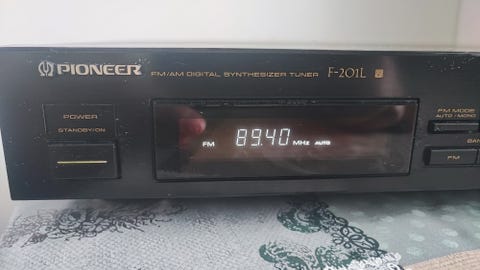 PIONEER FM/AM DIGITAL SYNTHESIZER TUNER F-201L
POWER
STANDBY/ON
FM 89.40 MHz AUTO
FM MODE
AUTO/MONO
BAN
FM